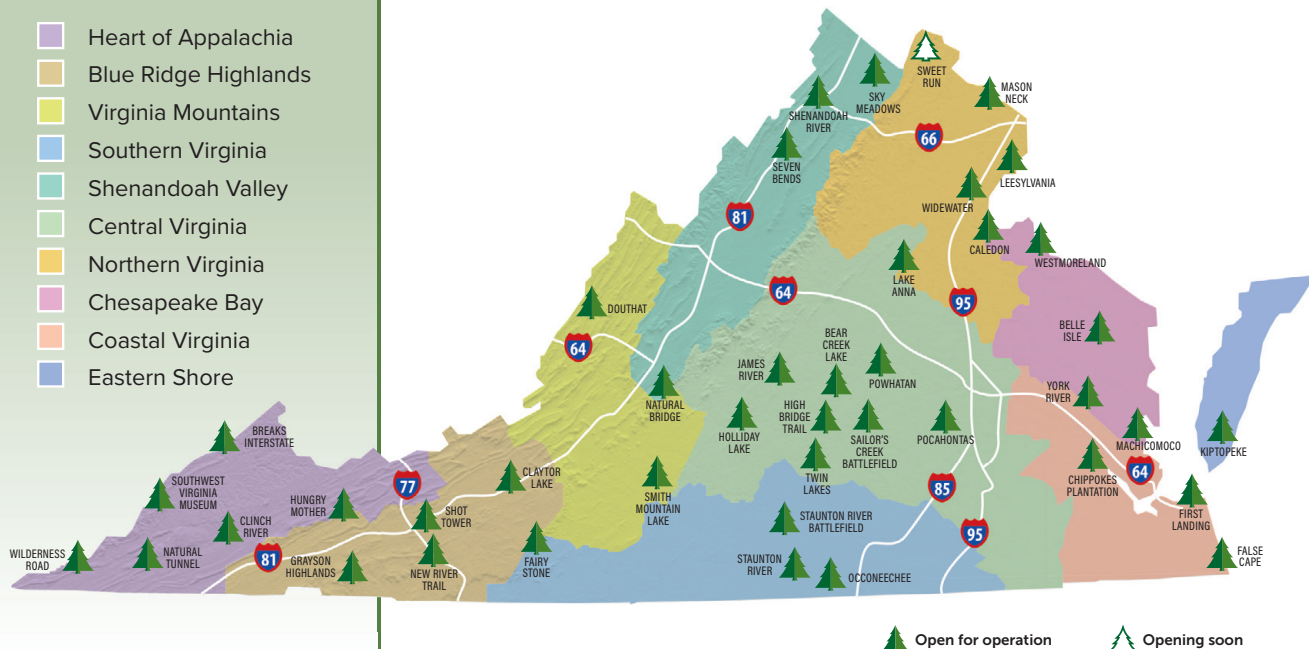 Heart of Appalachia
Blue Ridge Highlands
Virginia Mountains
Southern Virginia
Shenandoah Valley
Central Virginia
Northern Virginia
Chesapeake Bay
Coastal Virginia
Eastern Shore
SWEET
RUN
SKY
MEADOWS
MASON
NECK
SHENANDOAH
RIVER
66
SEVEN
BENDS
LEESYLVANIA
WIDEWATER
81
CALEDON
WESTMORELAND
LAKE
ANNA
64
95
DOUTHAT
BELLE
ISLE
64
BEAR
CREEK
LAKE
JAMES
RIVER
POWHATAN
YORK
RIVER
NATURAL
BRIDGE
HOLLIDAY
LAKE
HIGH
BRIDGE
TRAIL
SAILOR'S
CREEK
BATTLEFIELD
POCAHONTAS
MACHICOMOCO
KIPTOPEKE
BREAKS
INTERSTATE
CLAYTOR
LAKE
TWIN
LAKES
CHIPPOKES
PLANTATION
64
SOUTHWEST
VIRGINIA
MUSEUM
HUNGRY
MOTHER
77
SMITH
MOUNTAIN
LAKE
85
FIRST
LANDING
SHOT
TOWER
STAUNTON RIVER
BATTLEFIELD
CLINCH
RIVER
95
WILDERNESS
ROAD
NATURAL
TUNNEL
81
GRAYSON
HIGHLANDS
NEW RIVER
TRAIL
FAIRY
STONE
STAUNTON
RIVER
OCCONEECHEE
FALSE
CAPE
Open for operation
Opening soon